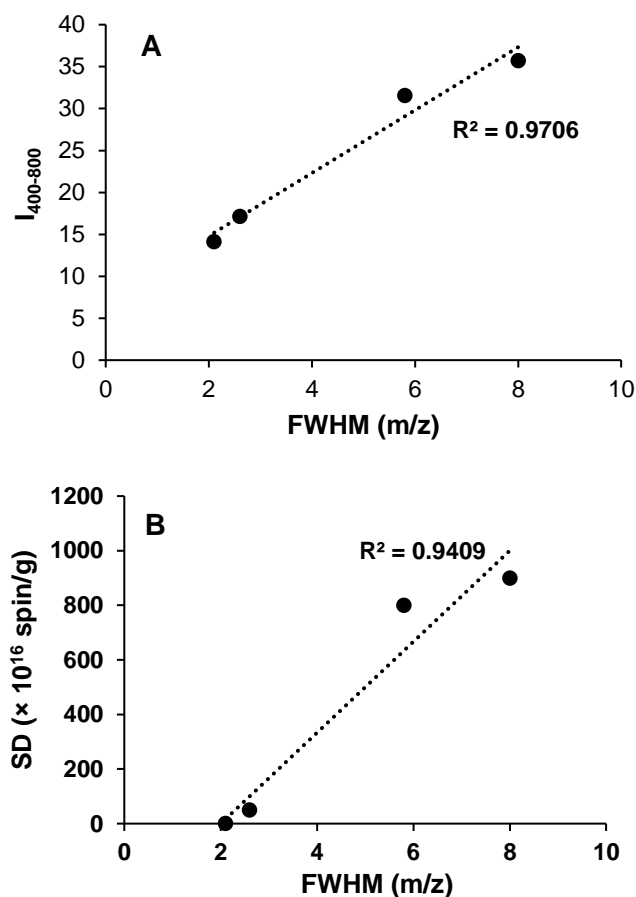 A
40
35
30
25
20
15
10
5
0
I₄₀₀₋₈₀₀
R² = 0.9706
0 2 4 6 8 10
FWHM (m/z)
B
1200
1000
800
600
400
200
0
SD (× 10¹⁶ spin/g)
R² = 0.9409
0 2 4 6 8 10
FWHM (m/z)